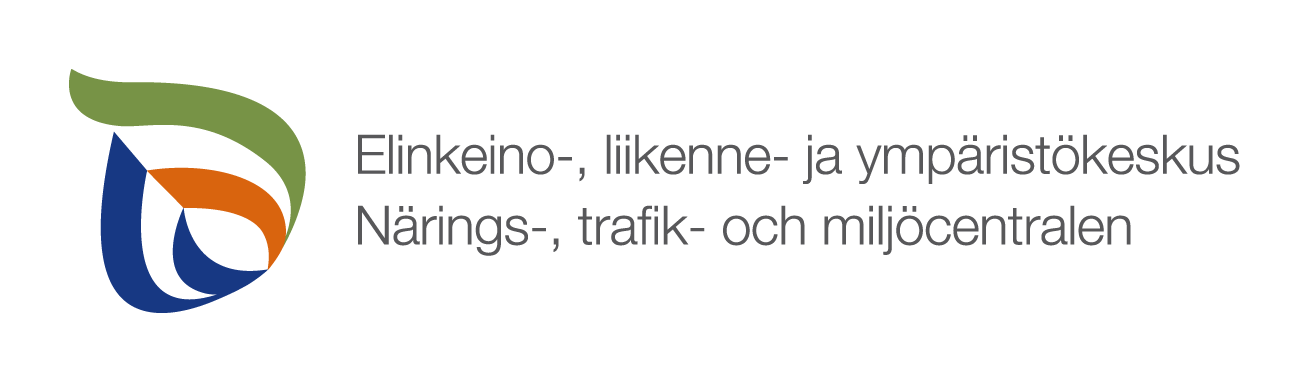 Elinkeino-, liikenne- ja ympäristökeskus
Närings-, trafik- och miljöcentralen